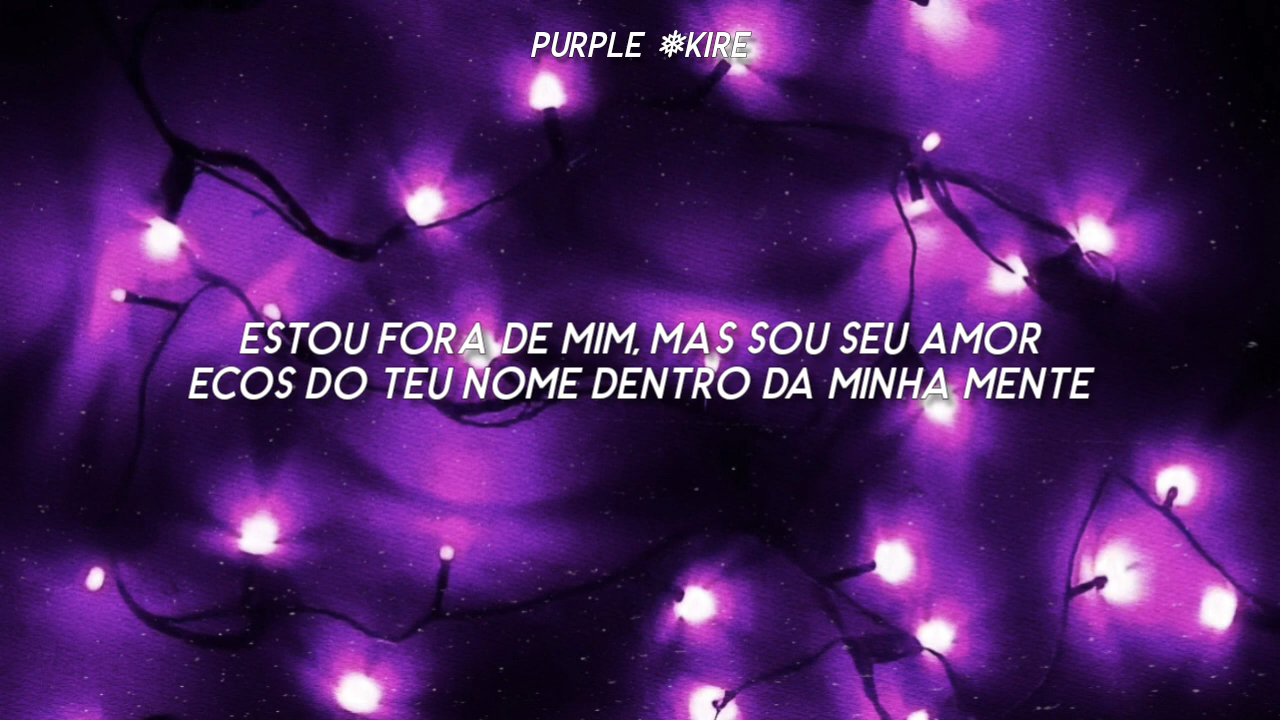 PURPLE ❅KIRE
ESTOU FORA DE MIM, MAS SOU SEU AMOR
ECOS DO TEU NOME DENTRO DA MINHA MENTE